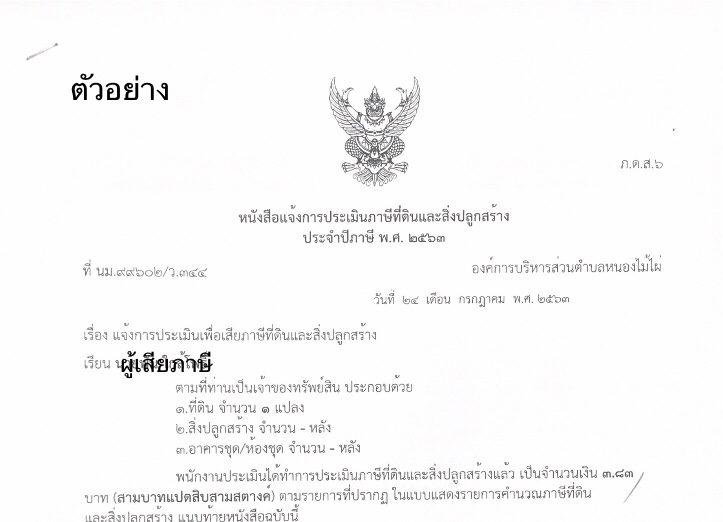 ตัวอย่าง
ภ.ด.ส.๖
หนังสือแจ้งการประเมินภาษีที่ดินและสิ่งปลูกสร้าง
ประจำปีภาษี พ.ศ. ๒๕๖๓
ที่ นม.๙๙๖๐๒/ว.๓๔๔
องค์การบริหารส่วนตำบลหนองไม้ไผ่
วันที่ ๒๔ เดือน กรกฎาคม พ.ศ. ๒๕๖๓
เรื่อง แจ้งการประเมินเพื่อเสียภาษีที่ดินและสิ่งปลูกสร้าง
เรียน ผู้เสียภาษี
ตามที่ท่านเป็นเจ้าของทรัพย์สิน ประกอบด้วย
๑.ที่ดิน จำนวน ๑ แปลง
๒.สิ่งปลูกสร้าง จำนวน - หลัง
๓.อาคารชุด/ห้องชุด จำนวน - หลัง
พนักงานประเมินได้ทำการประเมินภาษีที่ดินและสิ่งปลูกสร้างแล้ว เป็นจำนวนเงิน ๓.๘๓
บาท (สามบาทแปดสิบสามสตางค์) ตามรายการที่ปรากฏ ในแบบแสดงรายการคำนวณภาษีที่ดิน
และสิ่งปลูกสร้าง แนบท้ายหนังสือฉบับนี้